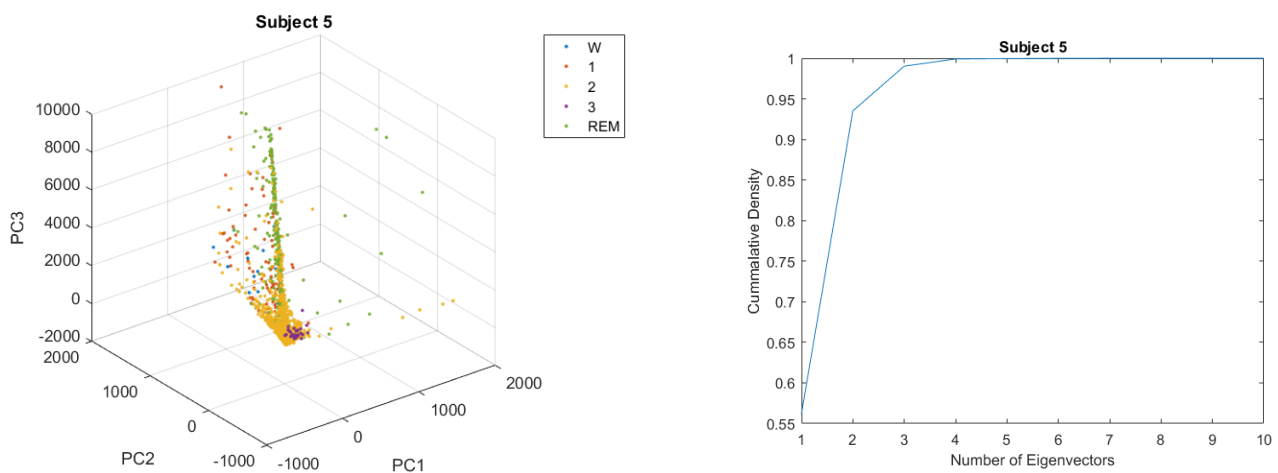 Subject 5
W
1
2
3
REM
10000
8000
6000
4000
2000
0
-2000
PC3
2000
1000
0
-1000
PC2
-1000
0
1000
2000
PC1
Subject 5
1
0.95
0.9
0.85
0.8
0.75
0.7
0.65
0.6
0.55
Cummalative Density
1 2 3 4 5 6 7 8 9 10
Number of Eigenvectors